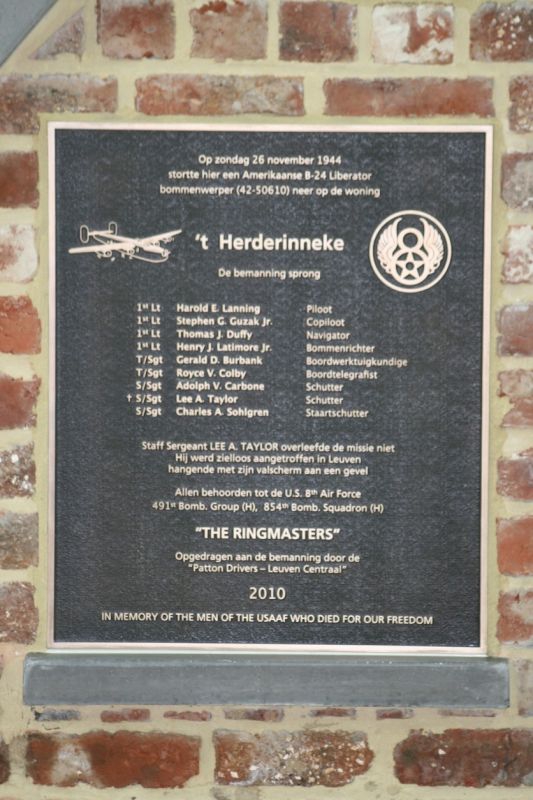 Op zondag 26 november 1944
stortte hier een Amerikaanse B-24 Liberator
bommenwerper (42-50610) neer op de woning
't Herderinneke
8
De bemanning sprong
1st Lt Harold E. Lanning Piloot
1st Lt Stephen G. Guzak Jr. Copiloot
1st Lt Thomas J. Duffy Navigator
1st Lt Henry J. Latimore Jr. Bommenrichter
T/Sgt Gerald D. Burbank Boordwerktuigkundige
T/Sgt Royce V. Colby Boordtelegrafist
S/Sgt Adolph V. Carbone Schutter
† S/Sgt Lee A. Taylor Schutter
S/Sgt Charles A. Sohlgren Staartschutter
Staff Sergeant LEE A. TAYLOR overleefde de missie niet
Hij werd zielloos aangetroffen in Leuven
hangende met zijn valscherm aan een gevel
Allen behoorden tot de U.S. 8th Air Force
491st Bomb. Group (H), 854th Bomb. Squadron (H)
"THE RINGMASTERS"
Opgedragen aan de bemanning door de
"Patton Drivers – Leuven Centraal"
2010
IN MEMORY OF THE MEN OF THE USAAF WHO DIED FOR OUR FREEDOM